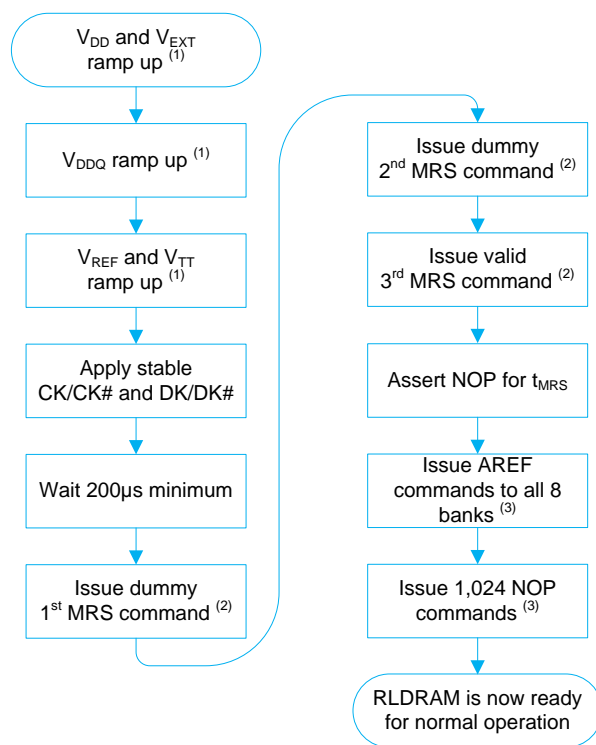 V_DD and V_EXT
ramp up (1)
V_DDQ ramp up (1)
V_REF and V_TT
ramp up (1)
Apply stable
CK/CK# and DK/DK#
Wait 200µs minimum
Issue dummy
1st MRS command (2)
Issue dummy
2nd MRS command (2)
Issue valid
3rd MRS command (2)
Assert NOP for t_MRS
Issue AREF
commands to all 8
banks (3)
Issue 1,024 NOP
commands (3)
RLDRAM is now ready
for normal operation